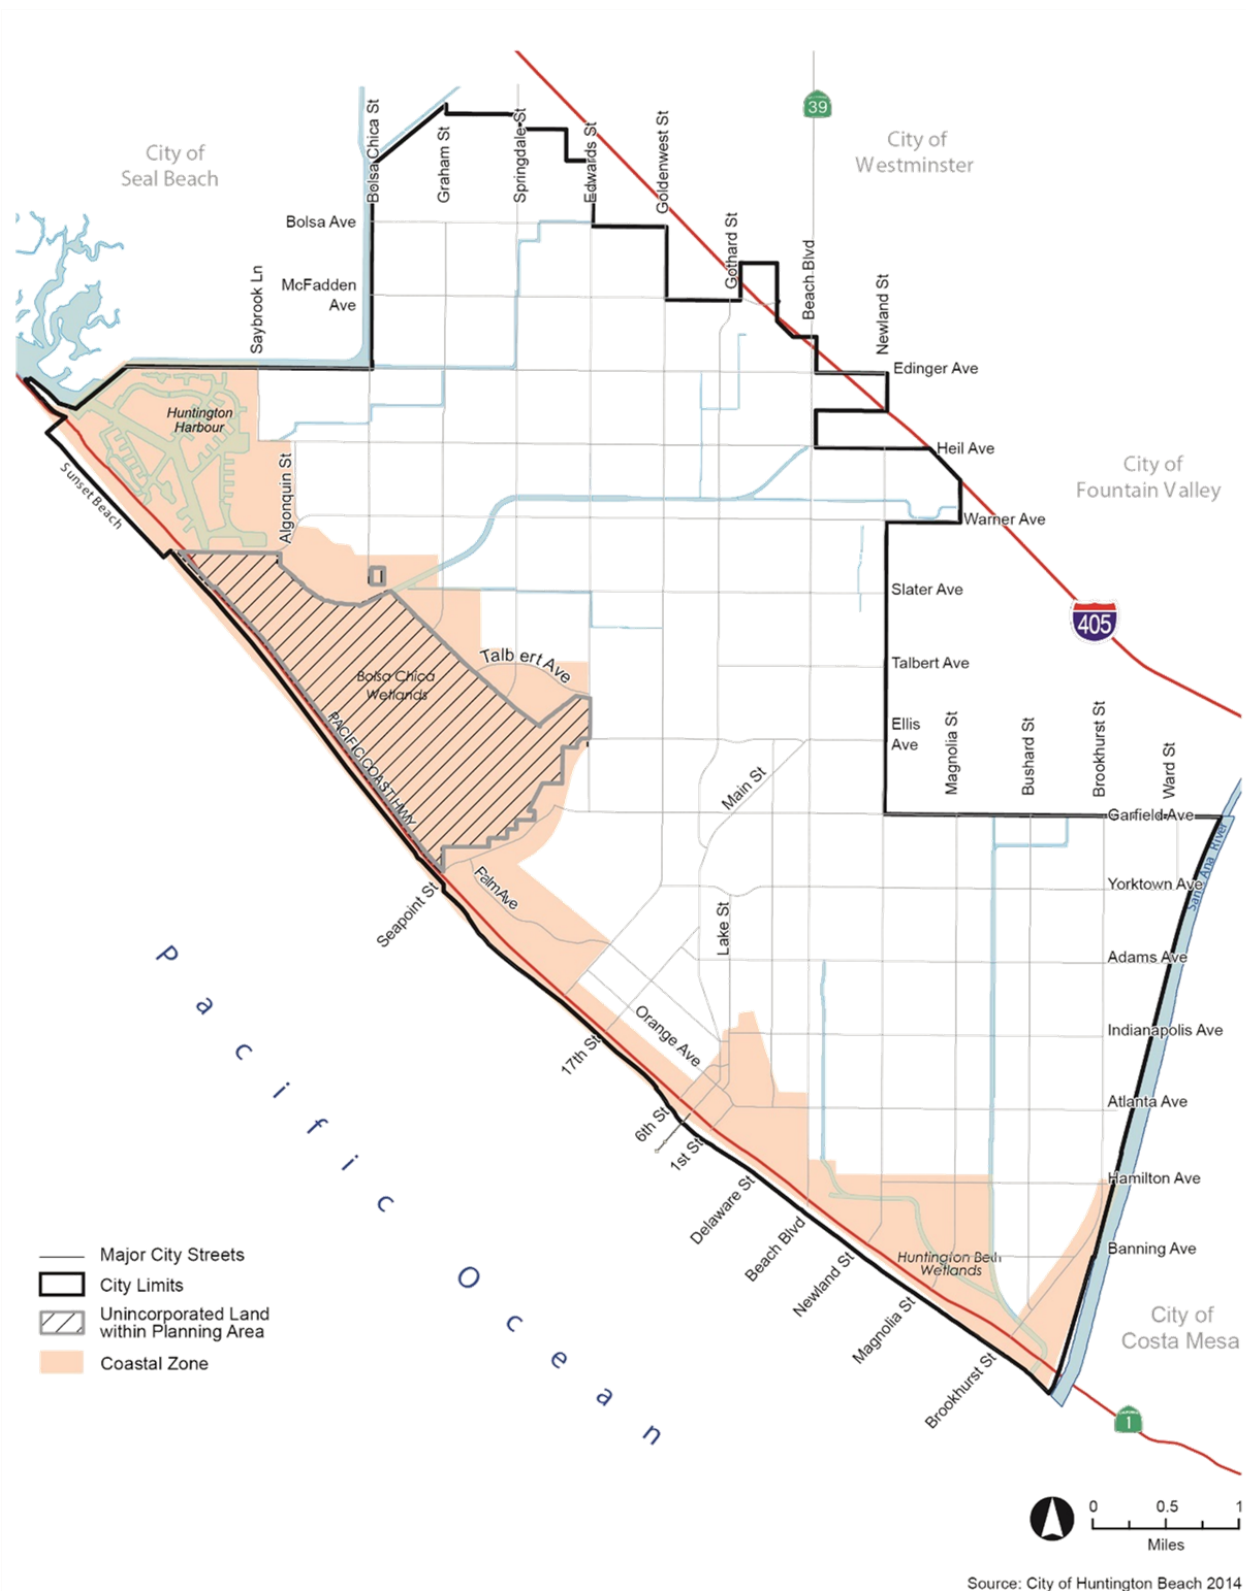 39
City of
Westminster
City of
Seal Beach
Bolsa Chica St
Graham St
Springdale St
Edwards St
Goldenwest St
Gothard St
Beach Blvd
Newland St
Bolsa Ave
McFadden
Ave
Saybrook Ln
Edinger Ave
Huntington
Harbour
Heil Ave
City of
Fountain Valley
Sunset Beach
Algonquin St
Warner Ave
Slater Ave
405
Talbert Ave
Talbert Ave
Bolsa Chica
Wetlands
PACIFIC COAST HWY
Ellis
Ave
Magnolia St
Bushard St
Brookhurst St
Ward St
Main St
Garfield Ave
Santa Ana River
Palm Ave
Yorktown Ave
Seapoint St
Lake St
Adams Ave
Orange Ave
Indianapolis Ave
17th St
Atlanta Ave
6th St
1st St
Hamilton Ave
Delaware St
Beach Blvd
Banning Ave
Newland St
Huntington Bech
Wetlands
Magnolia St
Brookhurst St
City of
Costa Mesa
1
Pacific Ocean
Major City Streets
City Limits
Unincorporated Land
within Planning Area
Coastal Zone
0 0.5 1
Miles
Source: City of Huntington Beach 2014